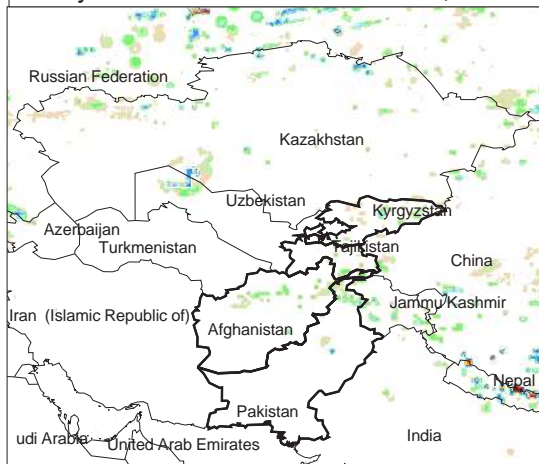 Russian Federation
Kazakhstan
Uzbekistan
Kyrgyzstan
Azerbaijan
Turkmenistan
Tajikistan
China
Jammu Kashmir
Iran (Islamic Republic of)
Afghanistan
Nepal
Pakistan
udi Arabia
United Arab Emirates
India